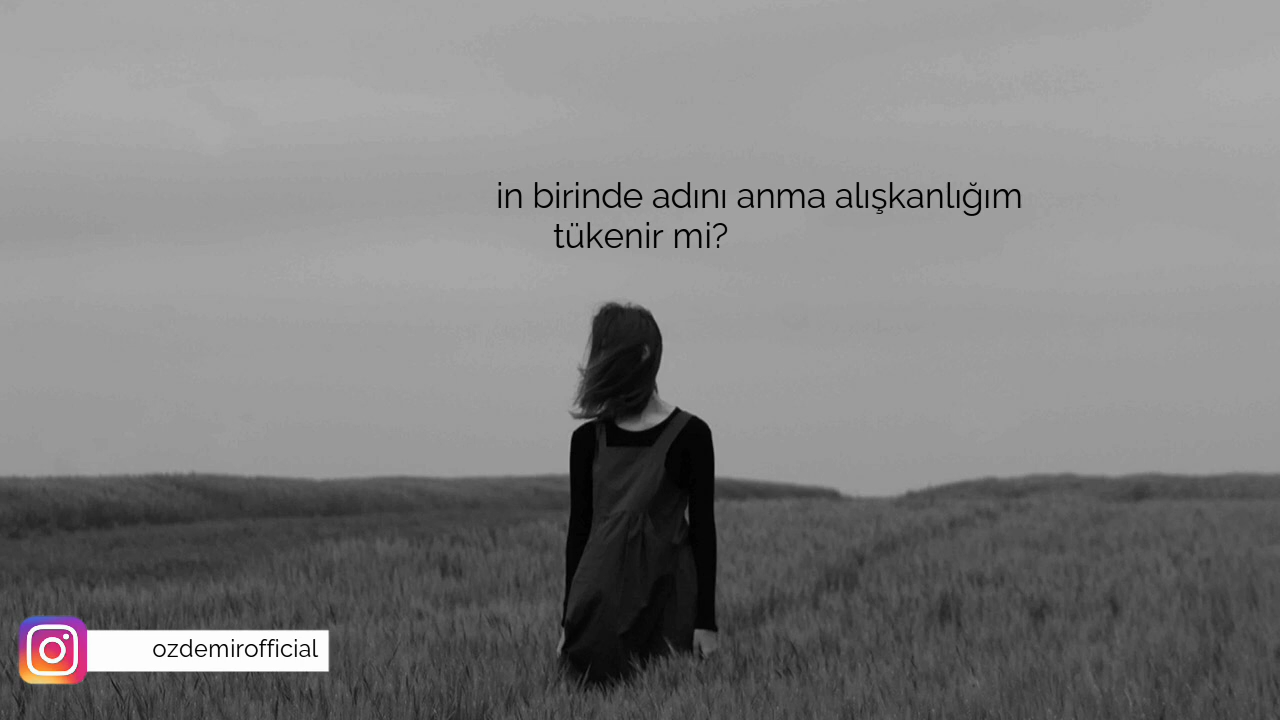 in birinde adını anma alışkanlığım
tükenir mi?
ozdemirofficial